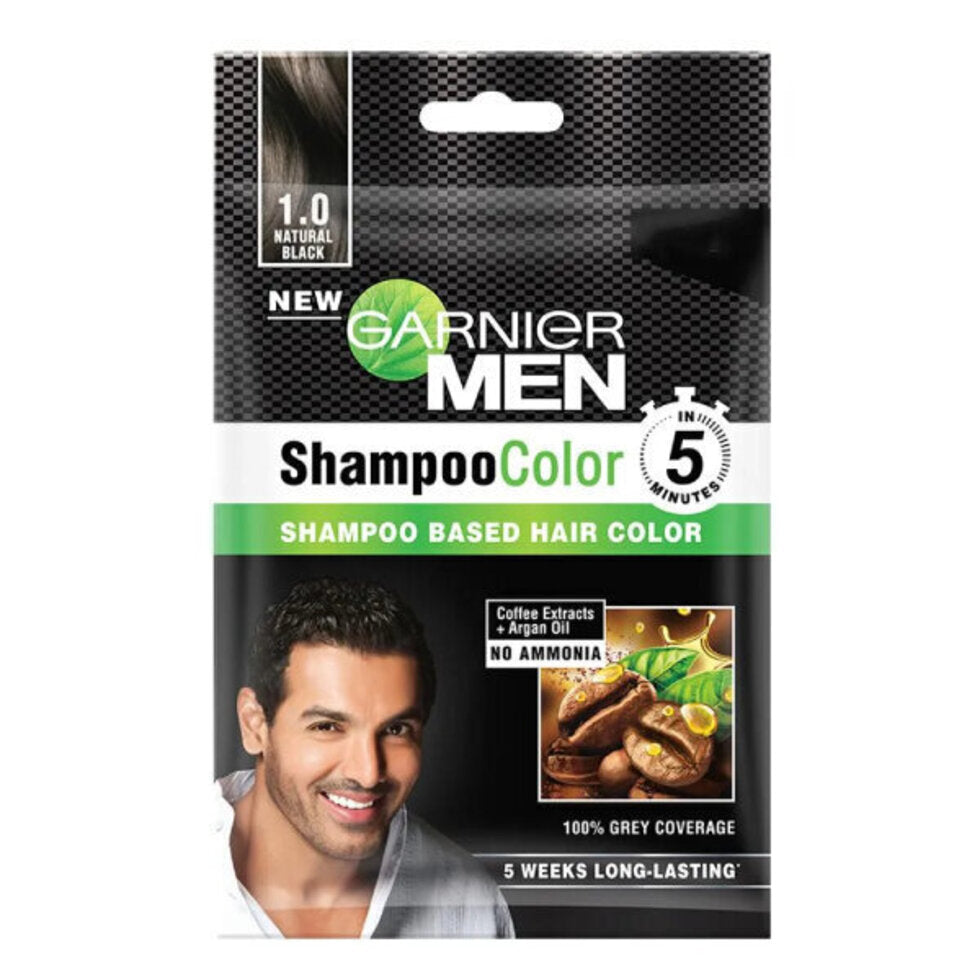 1.0
NATURAL
BLACK
NEW
GARNIER
MEN
ShampooColor
IN
5
MINUTES
SHAMPOO BASED HAIR COLOR
Coffee Extracts
+ Argan Oil
NO AMMONIA
100% GREY COVERAGE
5 WEEKS LONG-LASTING*